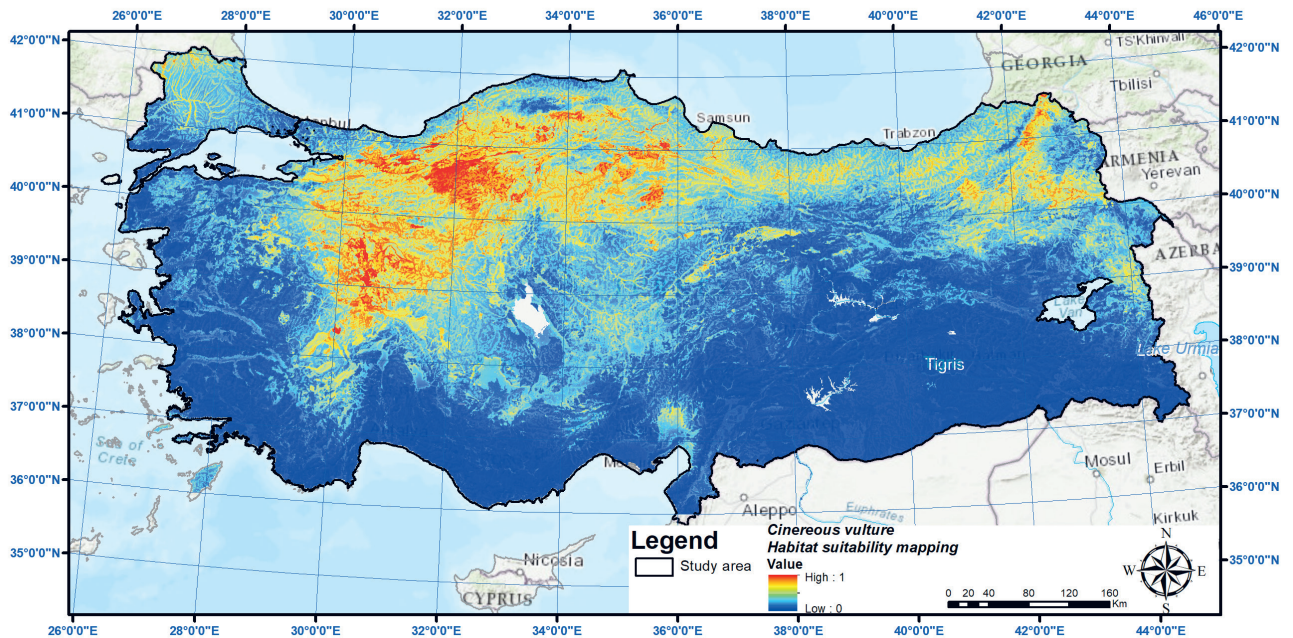 26°0'0"E 28°0'0"E 30°0'0"E 32°0'0"E 34°0'0"E 36°0'0"E 38°0'0"E 40°0'0"E 42°0'0"E 44°0'0"E 46°0'0"E
42°0'0"N
TS'Khinvali
42°0'0"N
GEORGIA
Tbilisi
41°0'0"N
Samsun
Trabzon
41°0'0"N
ARMENIA
Yerevan
40°0'0"N
40°0'0"N
AZERBA
39°0'0"N
39°0'0"N
Lake
Van
38°0'0"N
Lake Urmia
38°0'0"N
Tigris
37°0'0"N
37°0'0"N
Sea of
Crete
Mosul
Erbil
36°0'0"N
Aleppo
Euphrates
36°0'0"N
Kirkuk
35°0'0"N
Nicosia
CYPRUS
35°0'0"N
Legend
Study area
Cinereous vulture
Habitat suitability mapping
Value
High : 1
Low : 0
N
W E
S
0 20 40 80 120 160
Km
26°0'0"E 28°0'0"E 30°0'0"E 32°0'0"E 34°0'0"E 36°0'0"E 38°0'0"E 40°0'0"E 42°0'0"E 44°0'0"E